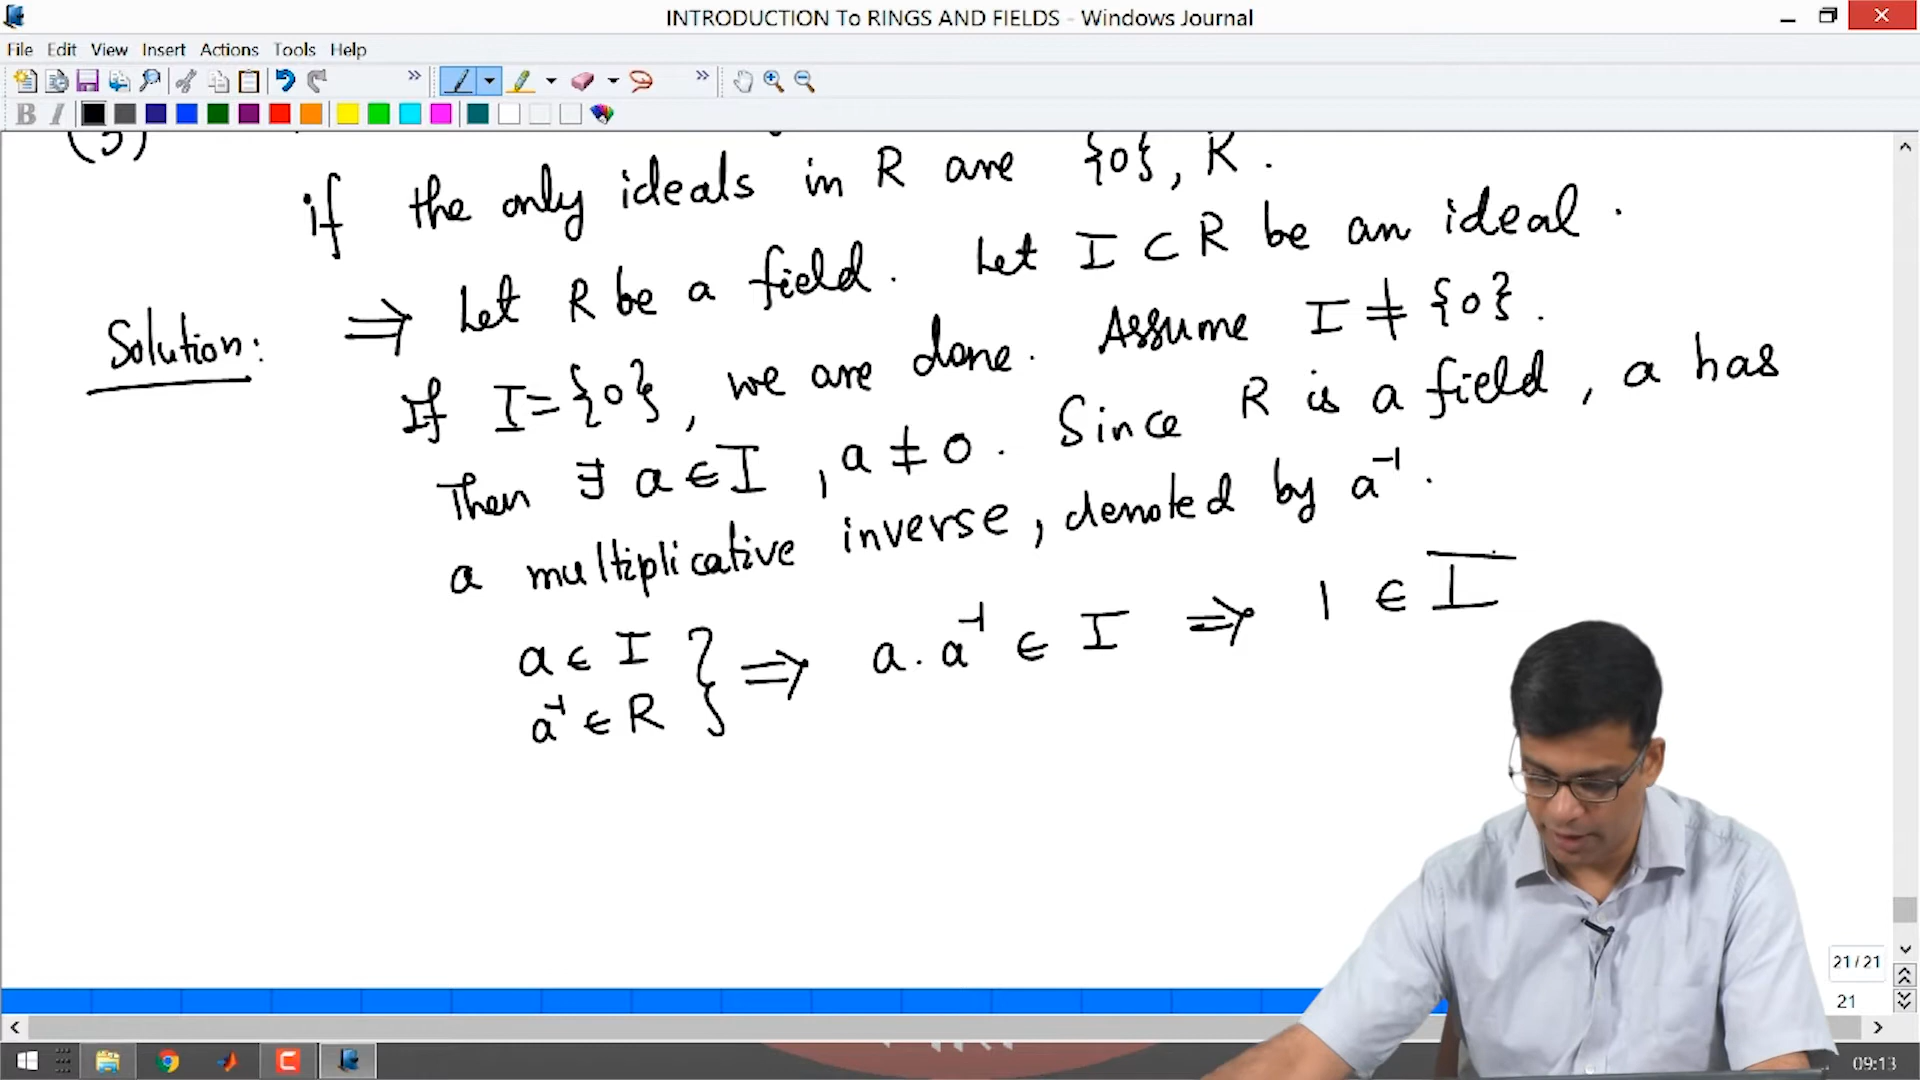 INTRODUCTION To RINGS AND FIELDS - Windows Journal
File Edit View Insert Actions Tools Help
B I
(3)
if the only ideals in R are {0}, R.
Solution: ⇒ Let R be a field. Let I ⊂ R be an ideal.
If I = {0}, we are done. Assume I ≠ {0}.
Then ∃ a ∈ I, a ≠ 0. Since R is a field, a has
a multiplicative inverse, denoted by a⁻¹.
a ∈ I
a⁻¹ ∈ R } ⇒ a · a⁻¹ ∈ I ⇒ 1 ∈ I
21 / 21
21
09:13